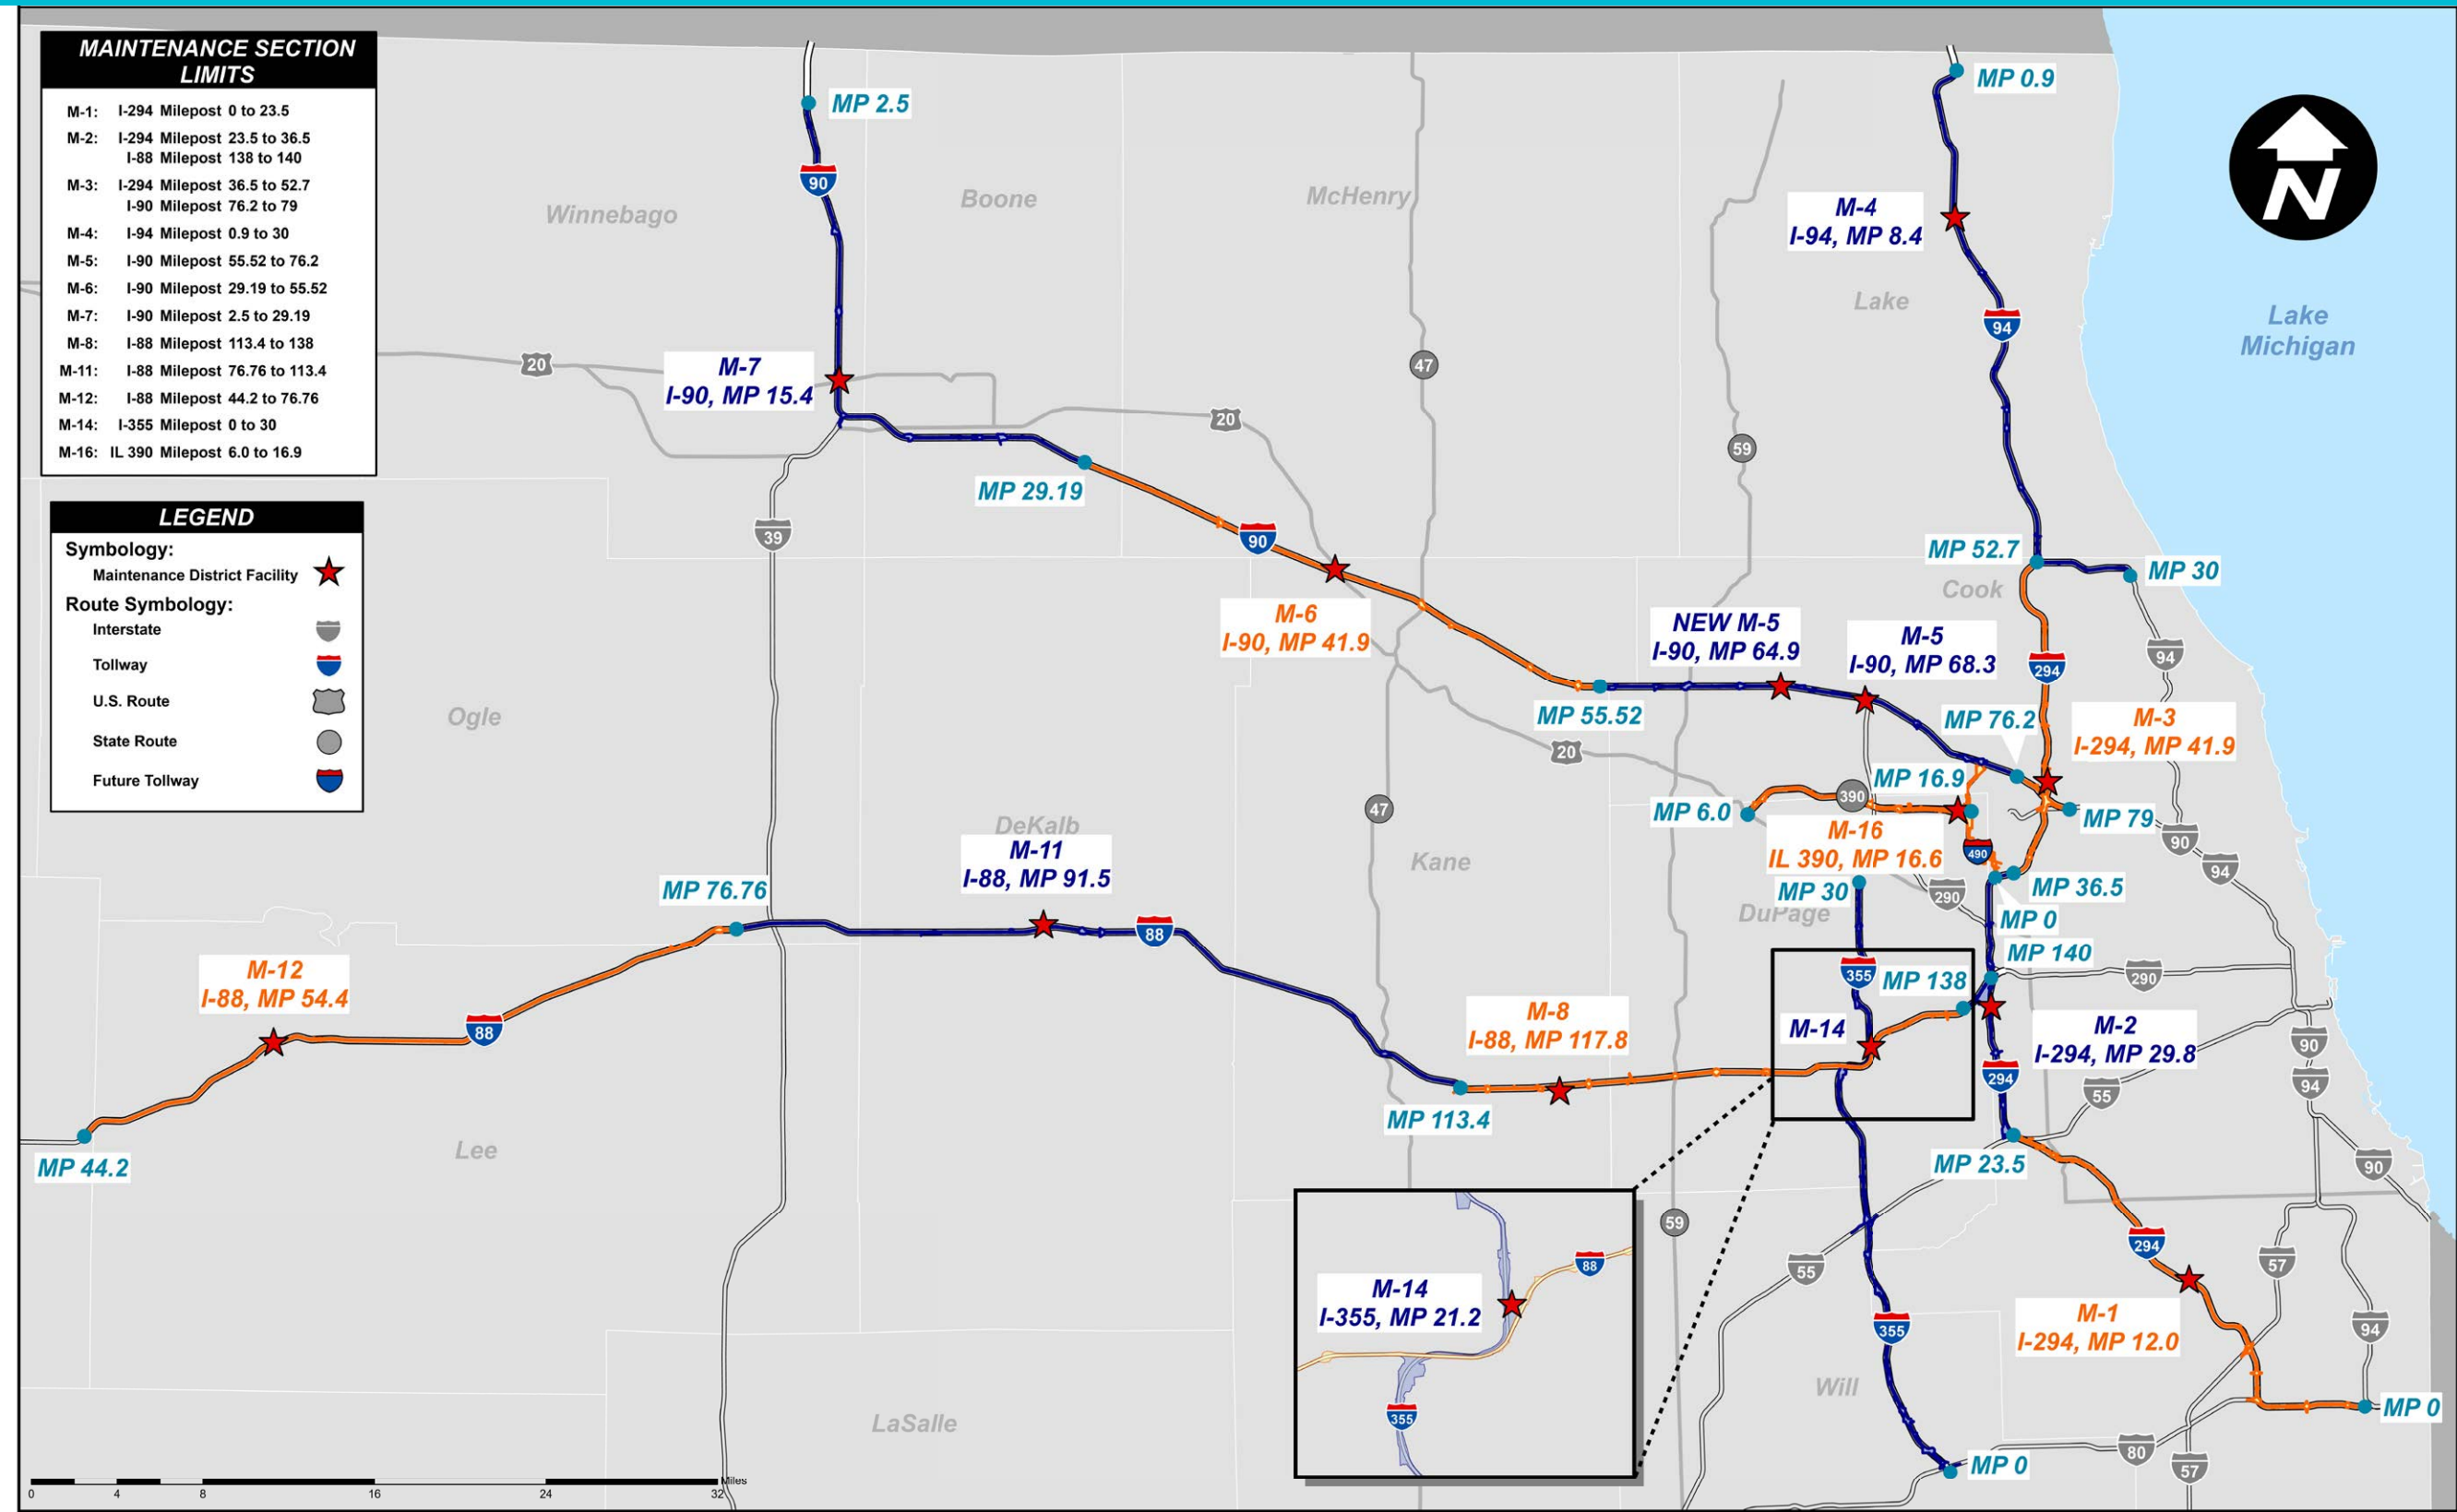 MAINTENANCE SECTION
LIMITS
M-1: I-294 Milepost 0 to 23.5
M-2: I-294 Milepost 23.5 to 36.5
I-88 Milepost 138 to 140
M-3: I-294 Milepost 36.5 to 52.7
I-90 Milepost 76.2 to 79
M-4: I-94 Milepost 0.9 to 30
M-5: I-90 Milepost 55.52 to 76.2
M-6: I-90 Milepost 29.19 to 55.52
M-7: I-90 Milepost 2.5 to 29.19
M-8: I-88 Milepost 113.4 to 138
M-11: I-88 Milepost 76.76 to 113.4
M-12: I-88 Milepost 44.2 to 76.76
M-14: I-355 Milepost 0 to 30
M-16: IL 390 Milepost 6.0 to 16.9
LEGEND
Symbology:
Maintenance District Facility
Route Symbology:
Interstate
Tollway
U.S. Route
State Route
Future Tollway
MP 2.5
90
Winnebago
Boone
McHenry
MP 0.9
N
M-4
I-94, MP 8.4
Lake
94
Lake
Michigan
20
M-7
I-90, MP 15.4
47
20
59
MP 29.19
39
90
MP 52.7
MP 30
Cook
M-6
I-90, MP 41.9
NEW M-5
I-90, MP 64.9
M-5
I-90, MP 68.3
94
294
Ogle
MP 55.52
MP 76.2
M-3
I-294, MP 41.9
20
MP 16.9
390
47
MP 6.0
MP 79
DeKalb
M-11
I-88, MP 91.5
Kane
M-16
IL 390, MP 16.6
490
90
94
MP 76.76
MP 30
290
MP 36.5
DuPage
MP 0
88
MP 140
M-12
I-88, MP 54.4
355
MP 138
290
88
M-8
I-88, MP 117.8
M-14
M-2
I-294, MP 29.8
90
94
294
55
MP 113.4
Lee
MP 44.2
MP 23.5
90
59
294
55
57
M-14
I-355, MP 21.2
88
355
355
M-1
I-294, MP 12.0
94
Will
LaSalle
MP 0
80
MP 0
57
Miles
0 4 8 16 24 32